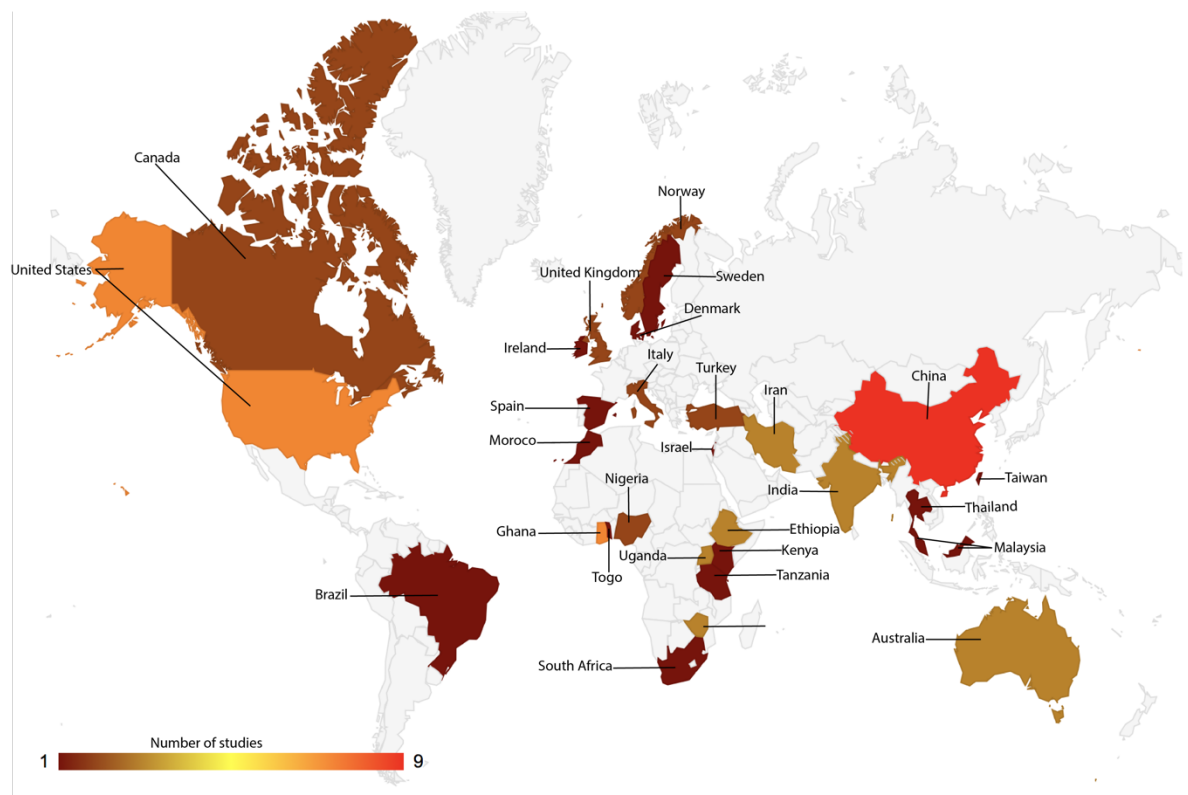 Canada
Norway
United States
United Kingdom
Sweden
Denmark
Ireland
Italy
Turkey
Iran
China
Spain
Moroco
Israel
Taiwan
Nigeria
India
Thailand
Ghana
Ethiopia
Uganda
Kenya
Malaysia
Togo
Tanzania
Brazil
Australia
South Africa
Number of studies
1
9